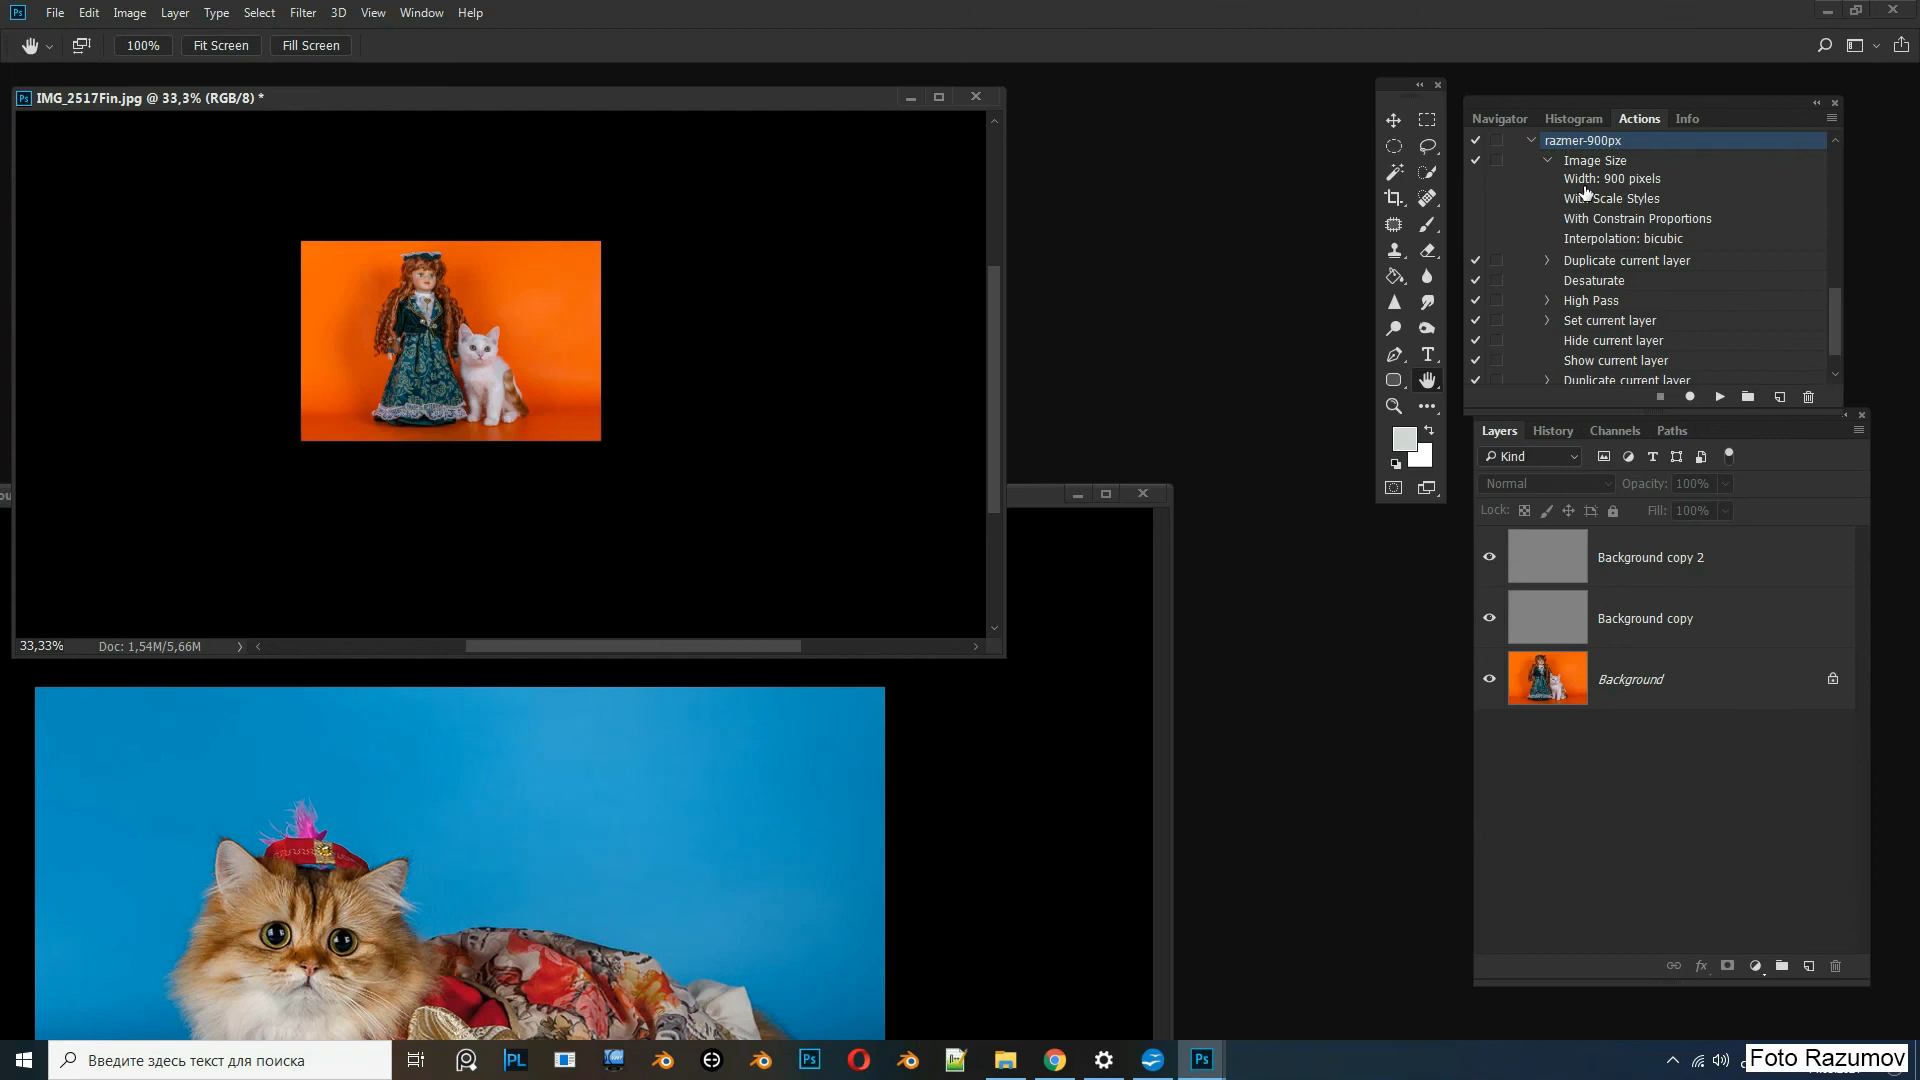 Ps File Edit Image Layer Type Select Filter 3D View Window Help
100% Fit Screen Fill Screen
IMG_2517Fin.jpg @ 33,3% (RGB/8) *
33,33% Doc: 1,54M/5,66M
Navigator Histogram Actions Info
razmer-900px
Image Size
Width: 900 pixels
With Scale Styles
With Constrain Proportions
Interpolation: bicubic
Duplicate current layer
Desaturate
High Pass
Set current layer
Hide current layer
Show current layer
Duplicate current layer
Layers History Channels Paths
Kind
Normal Opacity: 100%
Lock: Fill: 100%
Background copy 2
Background copy
Background
Введите здесь текст для поиска
PL
Ps
Ps
Foto Razumov